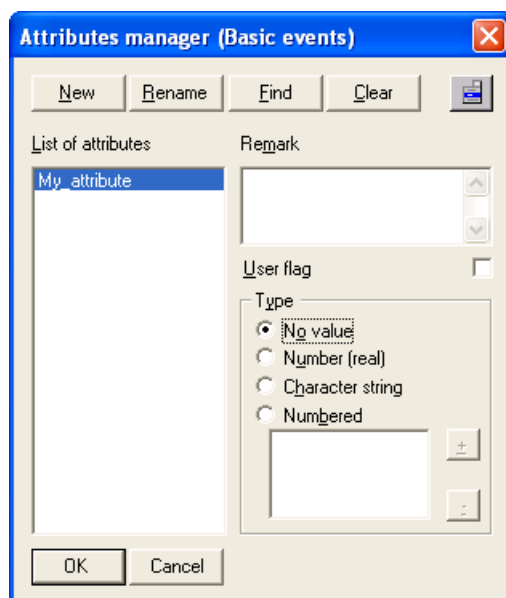 Attributes manager (Basic events)
New Rename Find Clear
List of attributes Remark
My_attribute
User flag
Type
No value
Number (real)
Character string
Numbered
+
-
OK Cancel